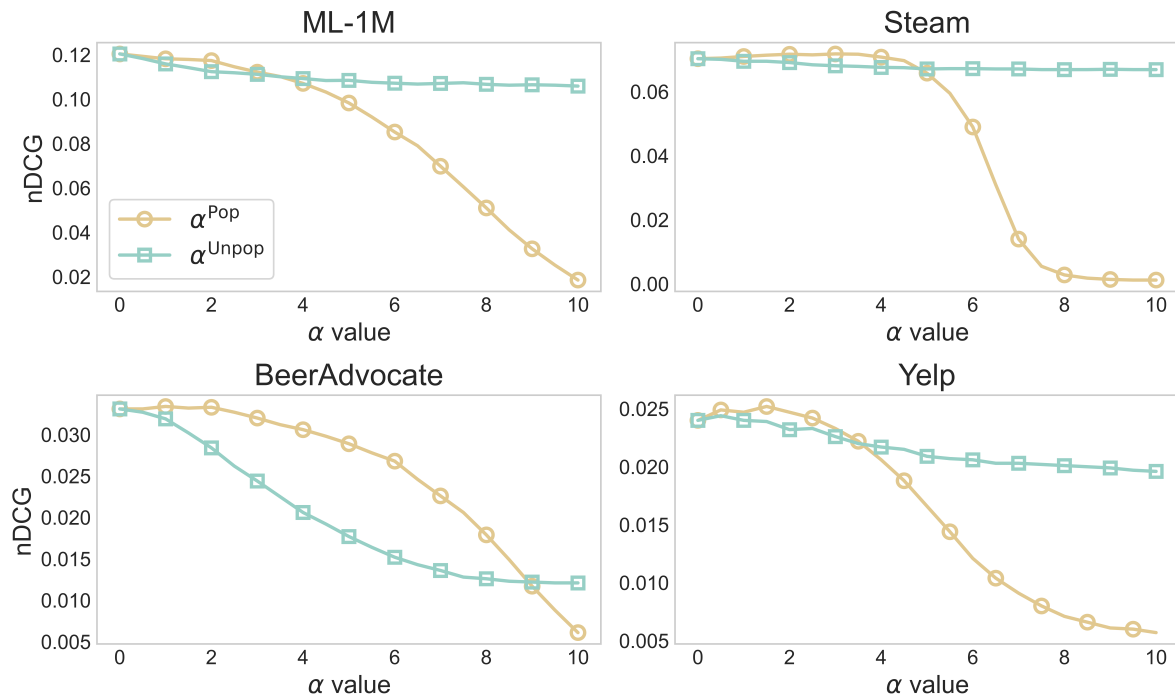 ML-1M
nDCG
0.12
0.10
0.08
0.06
0.04
0.02
α^Pop
α^Unpop
0 2 4 6 8 10
α value
Steam
0.06
0.04
0.02
0.00
0 2 4 6 8 10
α value
BeerAdvocate
nDCG
0.030
0.025
0.020
0.015
0.010
0.005
0 2 4 6 8 10
α value
Yelp
0.025
0.020
0.015
0.010
0.005
0 2 4 6 8 10
α value